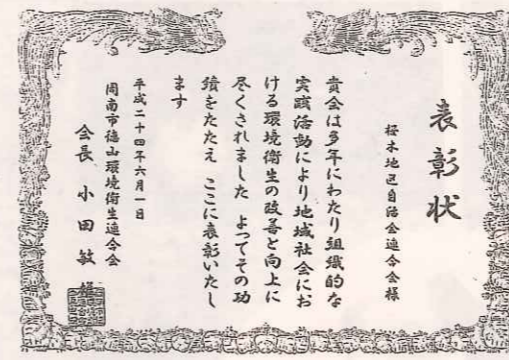 表彰状
桜木地区自治会連合会様
貴会は多年にわたり組織的な
実践活動により地域社会にお
ける環境衛生の改善と向上に
尽くされました よってその功
績をたたえ ここに表彰いたし
ます
平成二十四年六月一日
周南市徳山環境衛生連合会
会長 小田敏